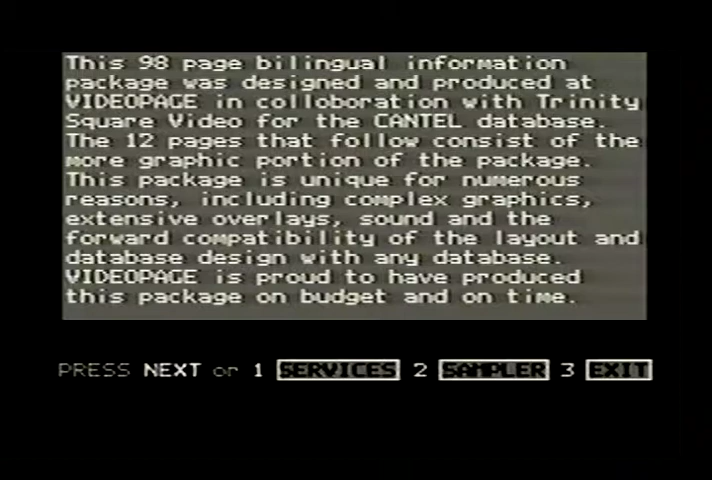 This 98 page bilingual information
package was designed and produced at
VIDEOPAGE in colloboration with Trinity
Square Video for the CANTEL database.
The 12 pages that follow consist of the
more graphic portion of the package.
This package is unique for numerous
reasons, including complex graphics,
extensive overlays, sound and the
forward compatibility of the layout and
database design with any database.
VIDEOPAGE is proud to have produced
this package on budget and on time.
PRESS NEXT or 1 SERVICES 2 SAMPLER 3 EXIT